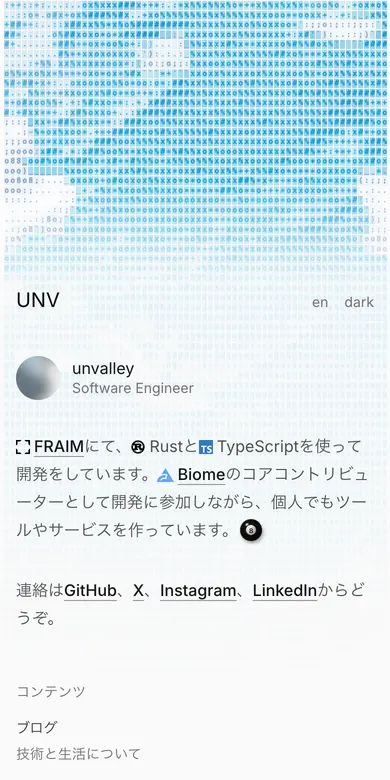 UNV
en dark
unvalley
Software Engineer
FRAIMにて、 Rustと TS TypeScriptを使って
開発をしています。 Biomeのコアコントリビュ
ーターとして開発に参加しながら、個人でもツー
ルやサービスを作っています。
連絡はGitHub、X、Instagram、LinkedInからど
うぞ。
コンテンツ
ブログ
技術と生活について